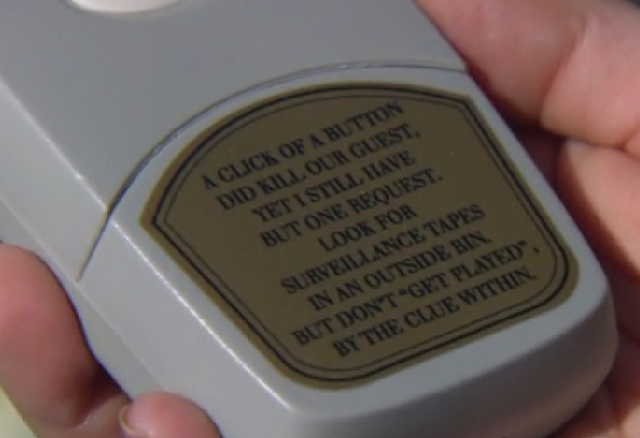 A CLICK OF A BUTTON
DID KILL OUR GUEST,
YET I STILL HAVE
BUT ONE REQUEST.
LOOK FOR
SURVEILLANCE TAPES
IN AN OUTSIDE BIN.
BUT DON'T "GET PLAYED",
BY THE CLUE WITHIN.